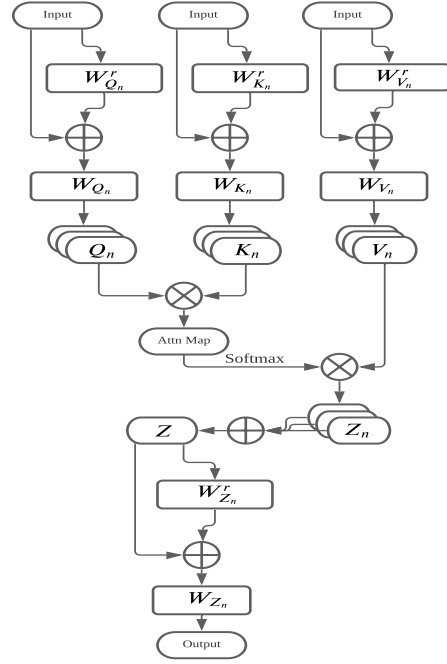 Input Input Input
W^r_{Q_n} W^r_{K_n} W^r_{V_n}
W_{Q_n} W_{K_n} W_{V_n}
Q_n K_n V_n
Attn Map
Softmax
Z Z_n
W^r_{Z_n}
W_{Z_n}
Output